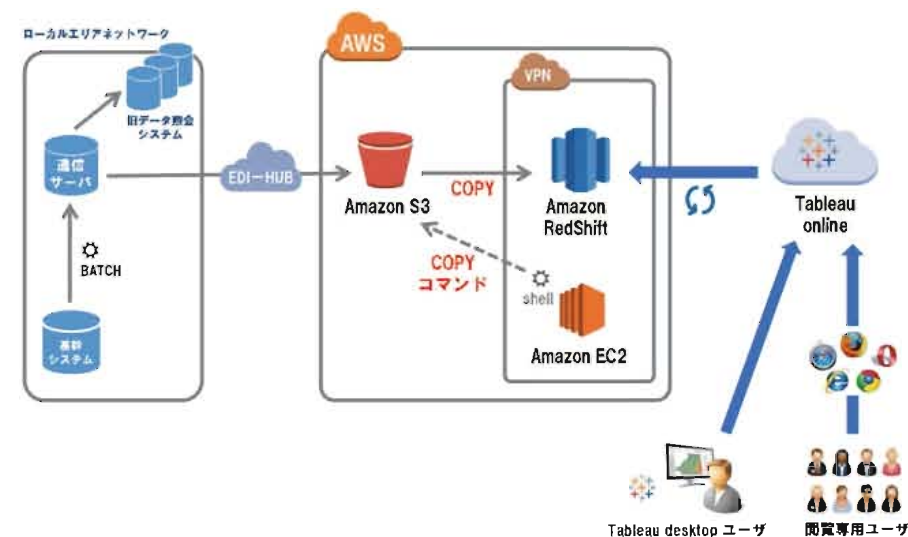 ローカルエリアネットワーク
旧データ照会
システム
通信
サーバ
BATCH
基幹
システム
EDI-HUB
AWS
VPN
Amazon S3
COPY
Amazon
RedShift
COPY
コマンド
shell
Amazon EC2
Tableau
online
Tableau desktop ユーザ
閲覧専用ユーザ